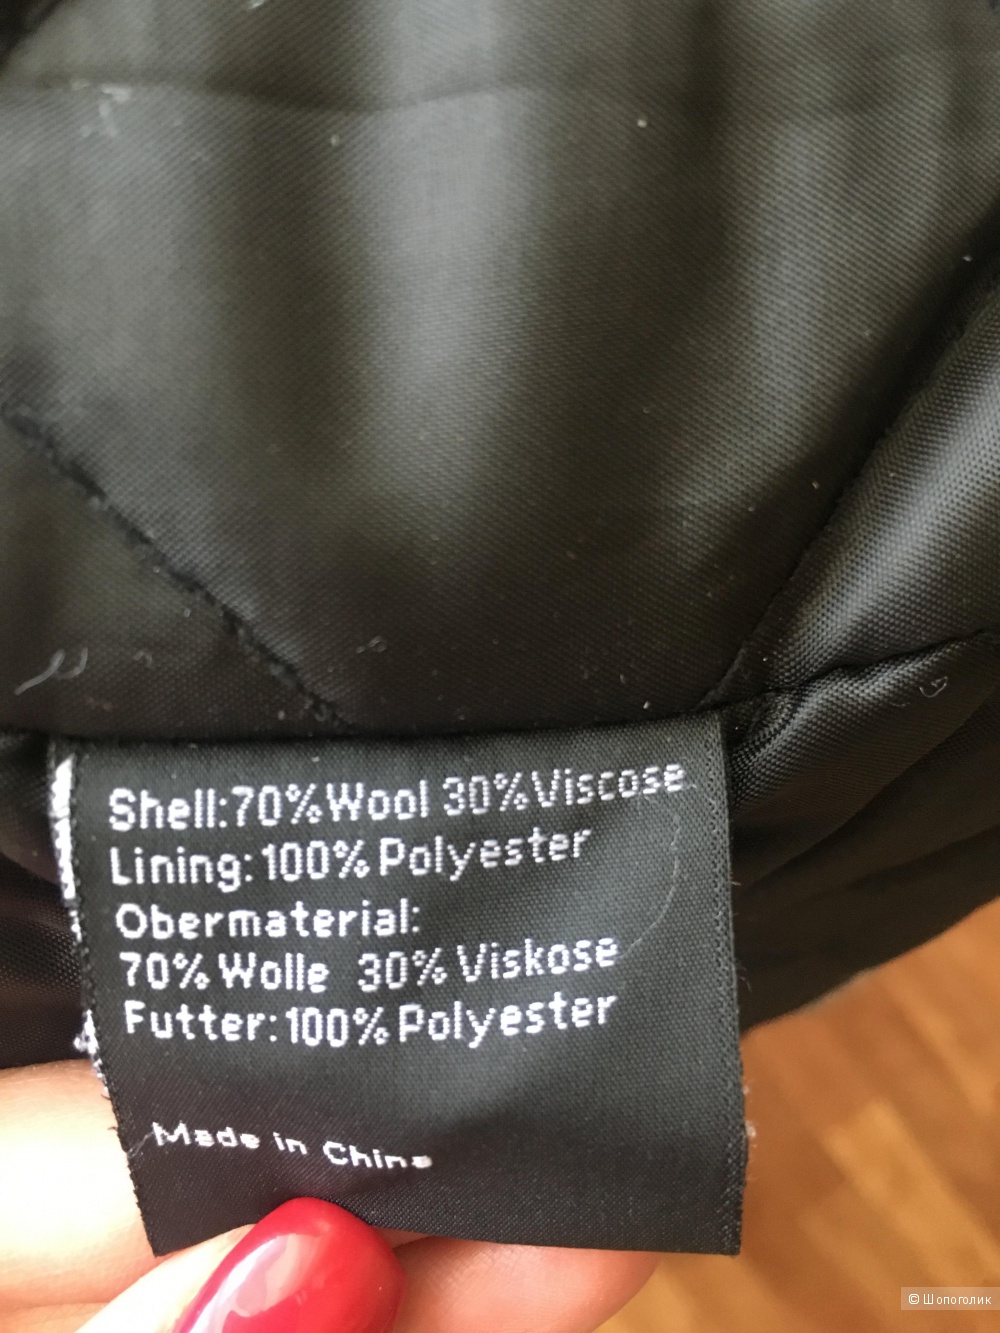 Shell:70%Wool 30%Viscose
Lining:100%Polyester
Obermaterial:
70% Wolle 30% Viskose
Futter:100%Polyester
Made in China
© Шопоголик